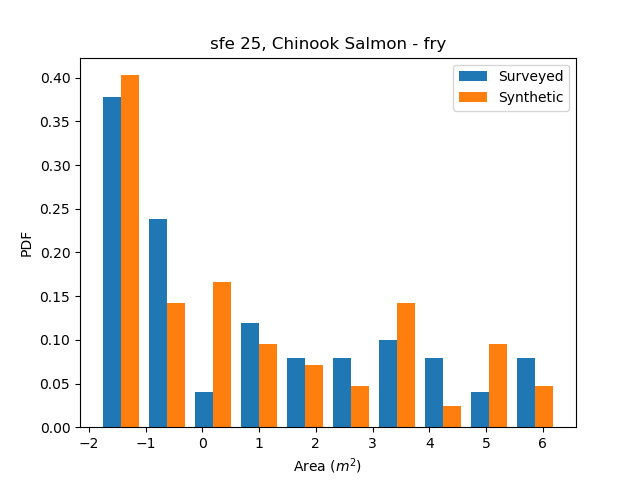 sfe 25, Chinook Salmon - fry
Surveyed
Synthetic
0.40
0.35
0.30
0.25
0.20
0.15
0.10
0.05
0.00
PDF
−2 −1 0 1 2 3 4 5 6
Area (m²)